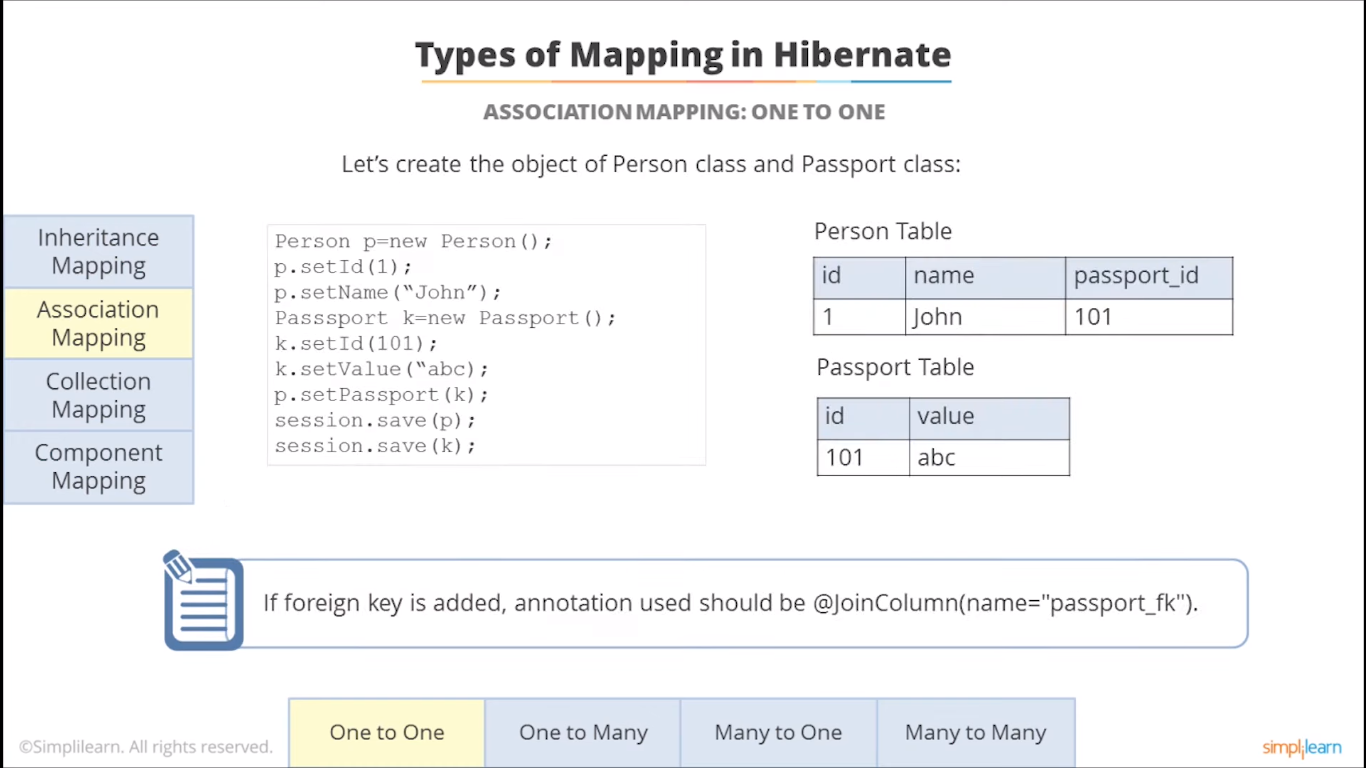 Types of Mapping in Hibernate
ASSOCIATION MAPPING: ONE TO ONE
Let’s create the object of Person class and Passport class:
Inheritance
Mapping
Association
Mapping
Collection
Mapping
Component
Mapping
Person p=new Person();
p.setId(1);
p.setName(“John”);
Passsport k=new Passport();
k.setId(101);
k.setValue(“abc);
p.setPassport(k);
session.save(p);
session.save(k);
Person Table
id name passport_id
1 John 101
Passport Table
id value
101 abc
If foreign key is added, annotation used should be @JoinColumn(name="passport_fk").
One to One One to Many Many to One Many to Many
©Simplilearn. All rights reserved.
simplilearn